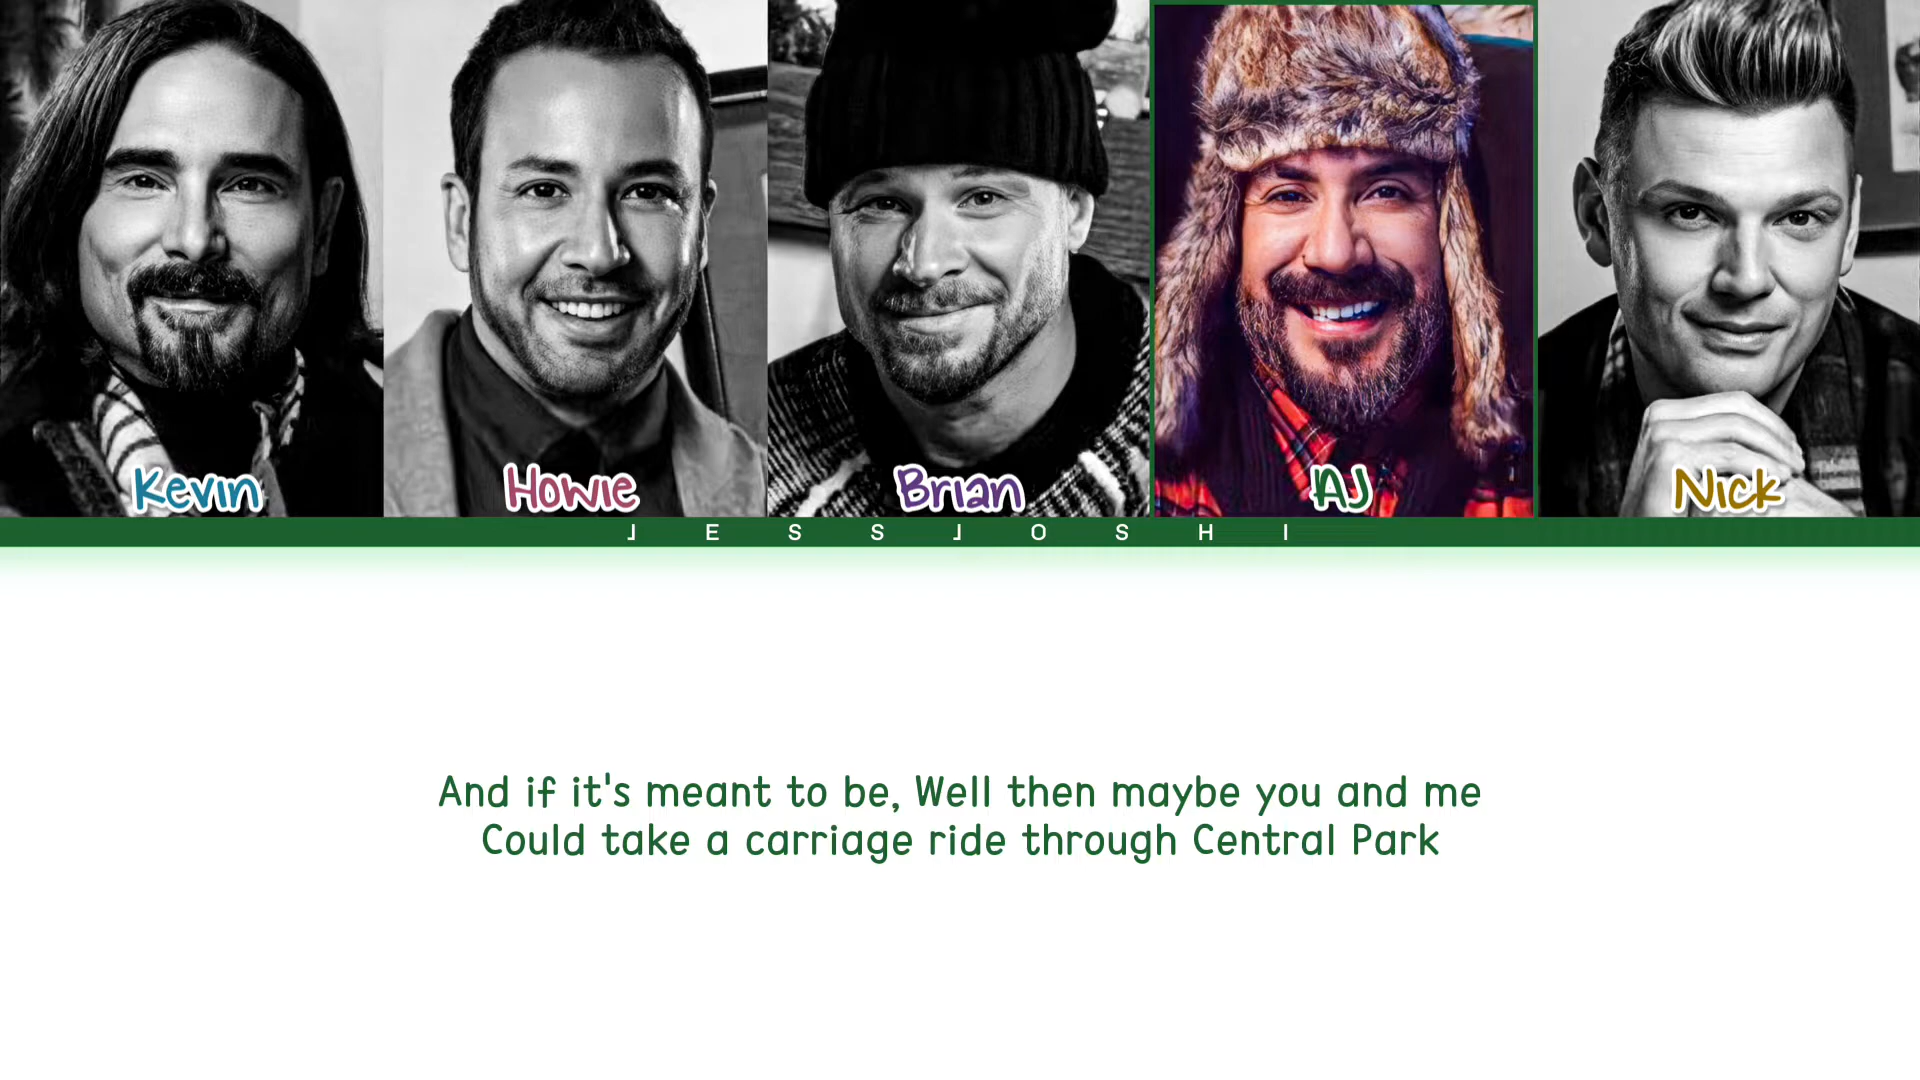 Kevin
Howie
Brian
AJ
Nick
JESSJOSHI
And if it's meant to be, Well then maybe you and me
Could take a carriage ride through Central Park